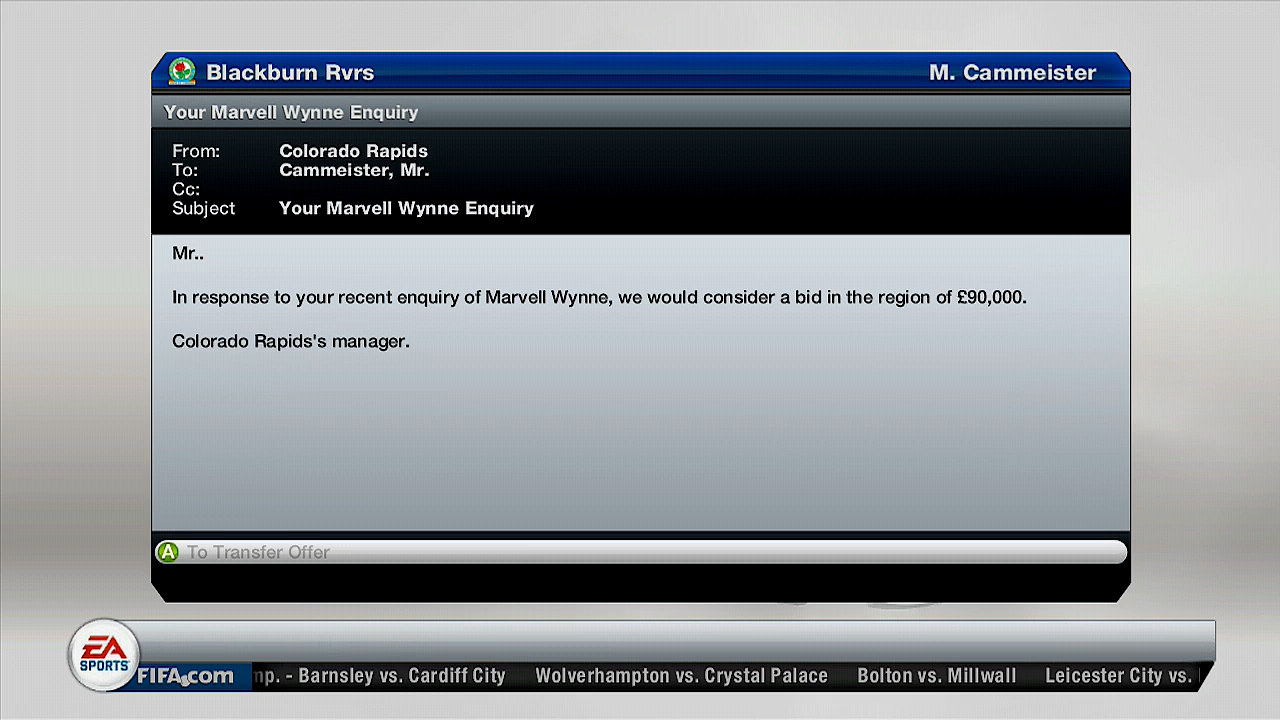 Blackburn Rvrs M. Cammeister
Your Marvell Wynne Enquiry
From: Colorado Rapids
To: Cammeister, Mr.
Cc:
Subject Your Marvell Wynne Enquiry
Mr..
In response to your recent enquiry of Marvell Wynne, we would consider a bid in the region of £90,000.
Colorado Rapids's manager.
A To Transfer Offer
EA
SPORTS
FIFA.com mp. - Barnsley vs. Cardiff City Wolverhampton vs. Crystal Palace Bolton vs. Millwall Leicester City vs.